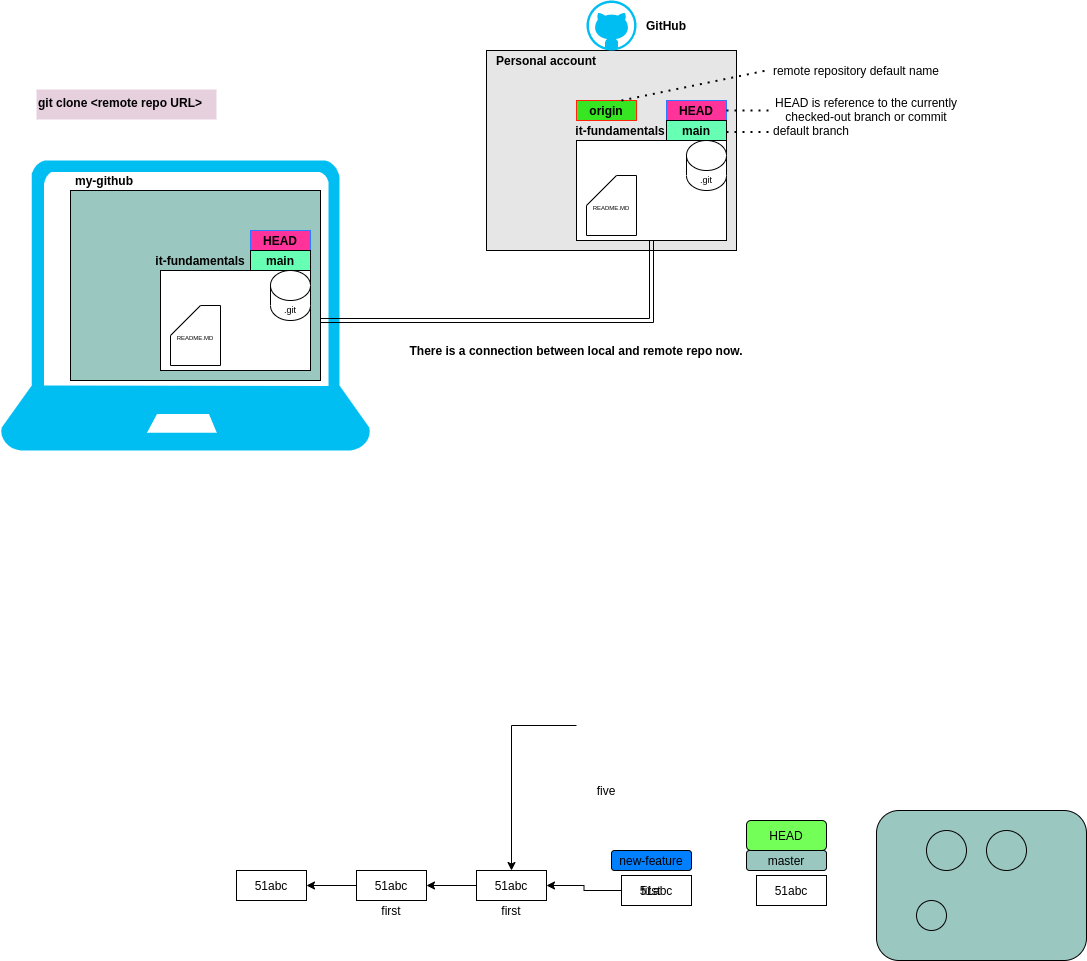 GitHub
Personal account
remote repository default name
git clone <remote repo URL>
origin
HEAD
HEAD is reference to the currently
checked-out branch or commit
it-fundamentals
main
default branch
.git
README.MD
my-github
HEAD
it-fundamentals
main
.git
README.MD
There is a connection between local and remote repo now.
five
HEAD
new-feature
master
51abc
51abc
51abc
51abc
first
51abc
first
first